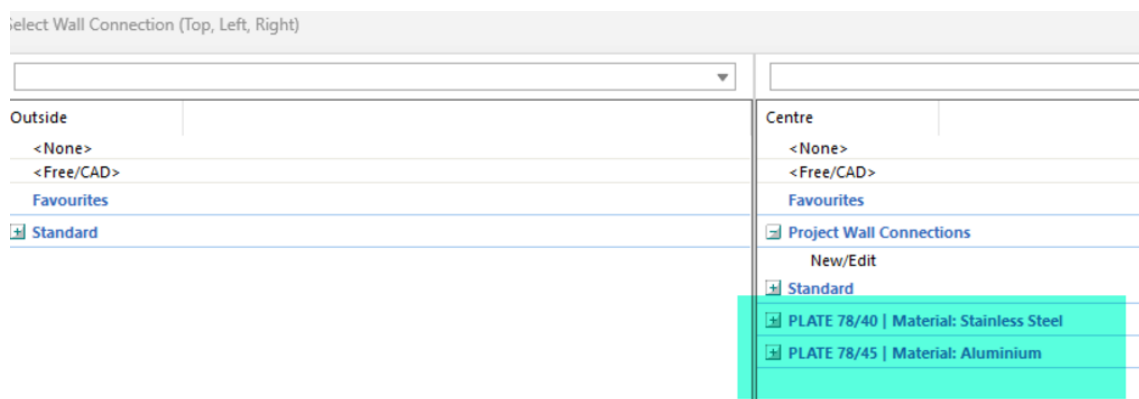 Select Wall Connection (Top, Left, Right)
Outside
<None>
<Free/CAD>
Favourites
Standard
Centre
<None>
<Free/CAD>
Favourites
Project Wall Connections
New/Edit
Standard
PLATE 78/40 | Material: Stainless Steel
PLATE 78/45 | Material: Aluminium